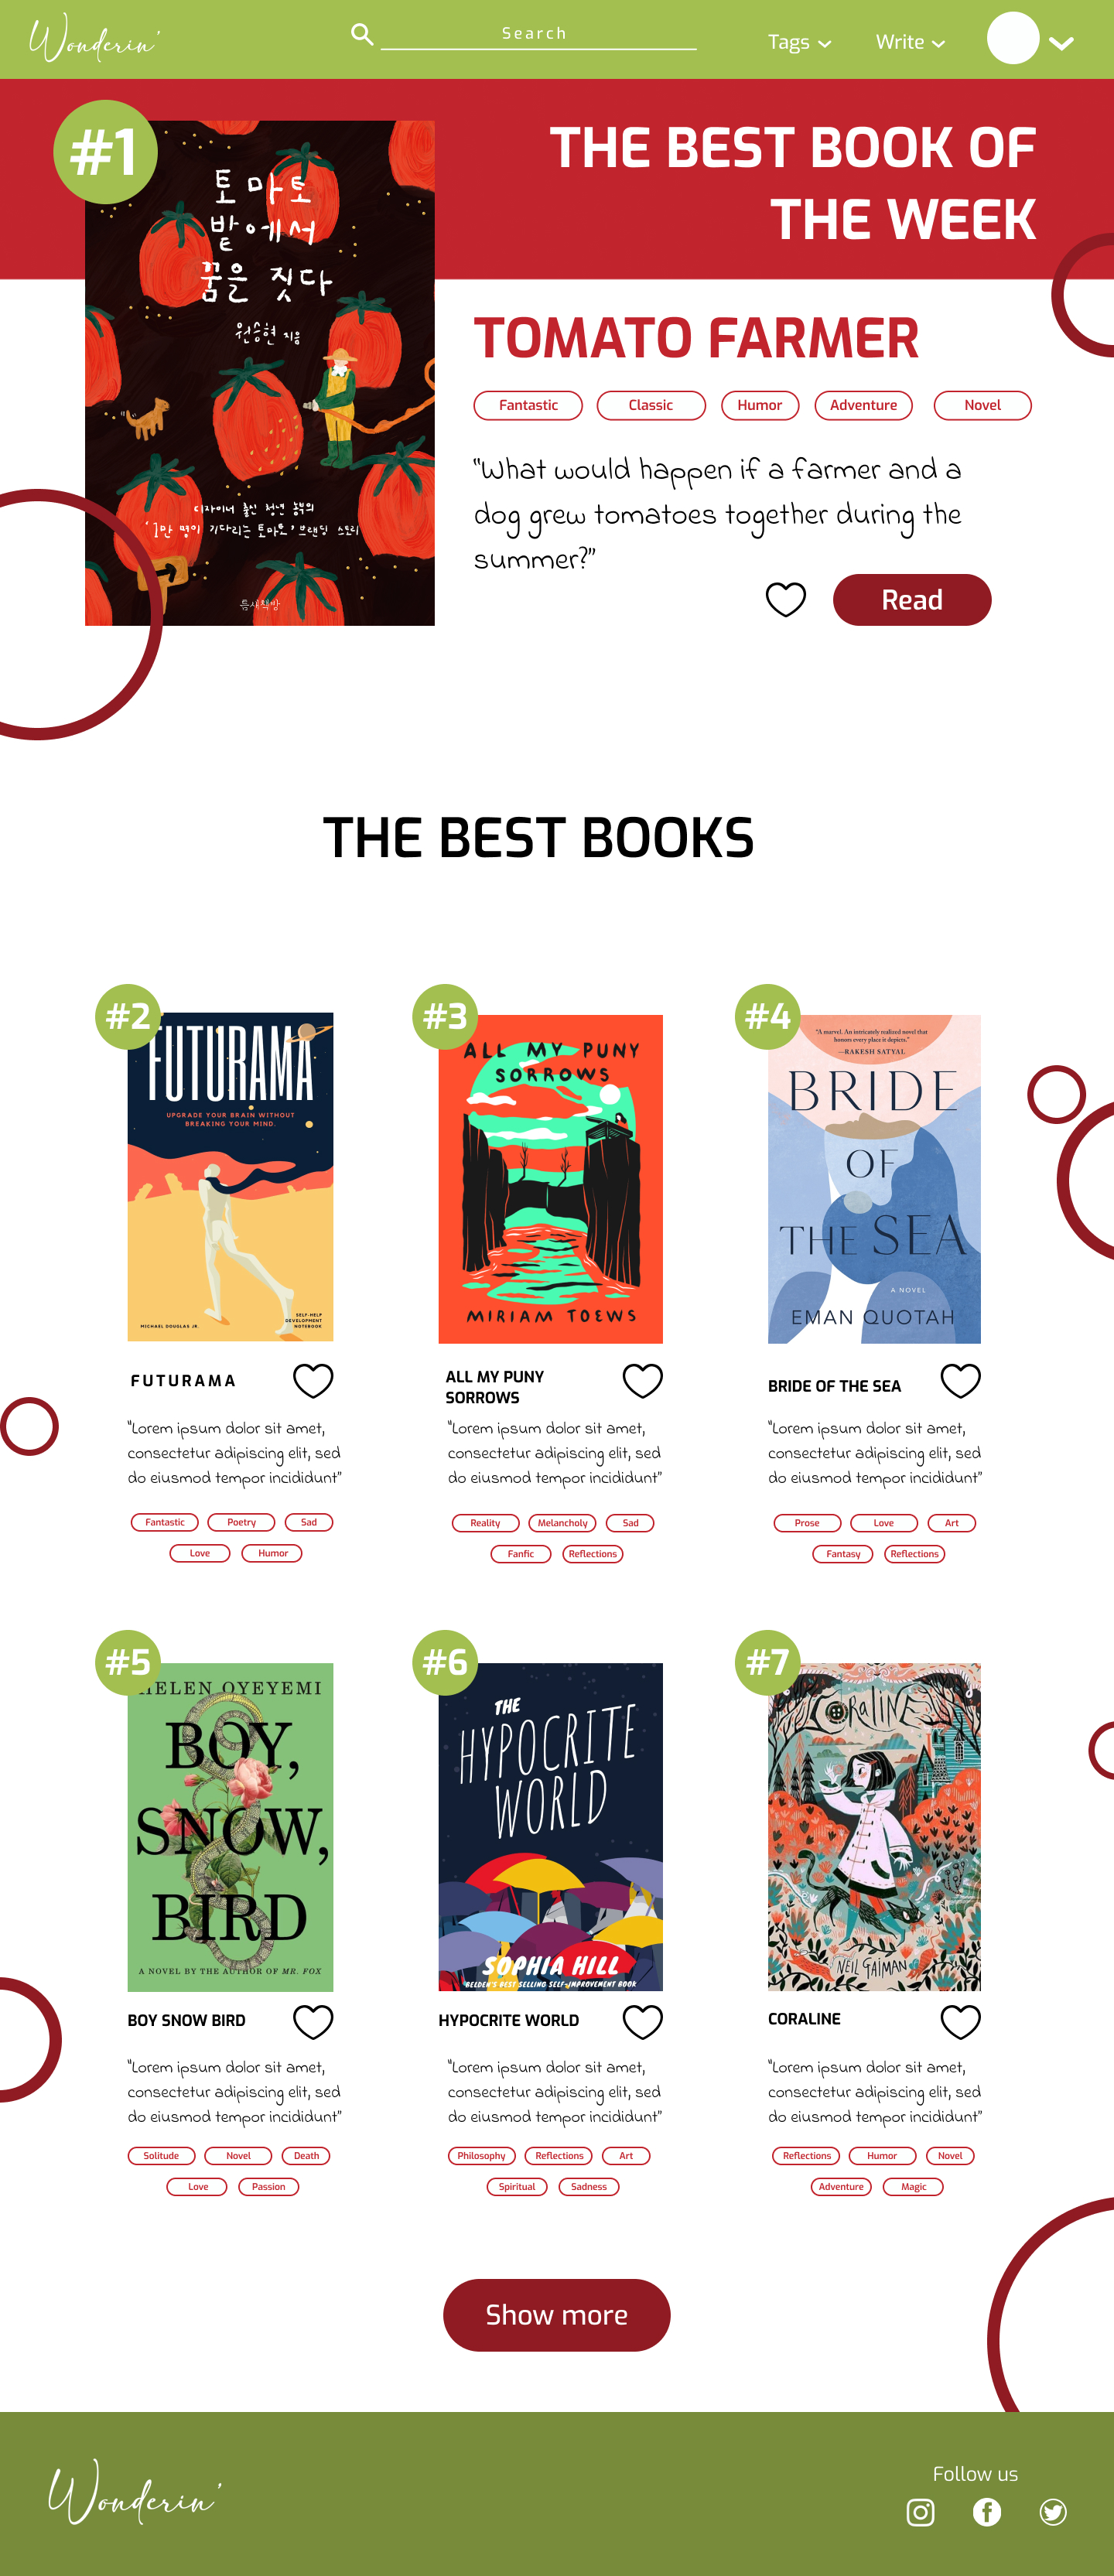 Wonderin'
Search
Tags
Write
#1
THE BEST BOOK OF
THE WEEK
토마토
밭에서
꿈을 짓다
원승현 지음
디자이너 출신 청년 농부의
'1만 명이 기다리는 토마토' 브랜딩 스토리
틈새책방
TOMATO FARMER
Fantastic
Classic
Humor
Adventure
Novel
"What would happen if a farmer and a
dog grew tomatoes together during the
summer?"
Read
THE BEST BOOKS
#2
FUTURAMA
UPGRADE YOUR BRAIN WITHOUT
BREAKING YOUR MIND.
MICHAEL DOUGLAS JR.
SELF-HELP
DEVELOPMENT
NOTEBOOK
FUTURAMA
"Lorem ipsum dolor sit amet,
consectetur adipiscing elit, sed
do eiusmod tempor incididunt"
Fantastic
Poetry
Sad
Love
Humor
#3
ALL MY PUNY
SORROWS
MIRIAM TOEWS
ALL MY PUNY
SORROWS
"Lorem ipsum dolor sit amet,
consectetur adipiscing elit, sed
do eiusmod tempor incididunt"
Reality
Melancholy
Sad
Fanfic
Reflections
#4
"A marvel. An intricately realized novel that
honors every place it depicts."
—RAKESH SATYAL
BRIDE
OF
THE SEA
A NOVEL
EMAN QUOTAH
BRIDE OF THE SEA
"Lorem ipsum dolor sit amet,
consectetur adipiscing elit, sed
do eiusmod tempor incididunt"
Prose
Love
Art
Fantasy
Reflections
#5
HELEN OYEYEMI
BOY,
SNOW,
BIRD
A NOVEL BY THE AUTHOR OF MR. FOX
BOY SNOW BIRD
"Lorem ipsum dolor sit amet,
consectetur adipiscing elit, sed
do eiusmod tempor incididunt"
Solitude
Novel
Death
Love
Passion
#6
THE
HYPOCRITE
WORLD
SOPHIA HILL
BELDEN'S BEST SELLING SELF-IMPROVEMENT BOOK
HYPOCRITE WORLD
"Lorem ipsum dolor sit amet,
consectetur adipiscing elit, sed
do eiusmod tempor incididunt"
Philosophy
Reflections
Art
Spiritual
Sadness
#7
CORALINE
NEIL GAIMAN
CORALINE
"Lorem ipsum dolor sit amet,
consectetur adipiscing elit, sed
do eiusmod tempor incididunt"
Reflections
Humor
Novel
Adventure
Magic
Show more
Wonderin'
Follow us